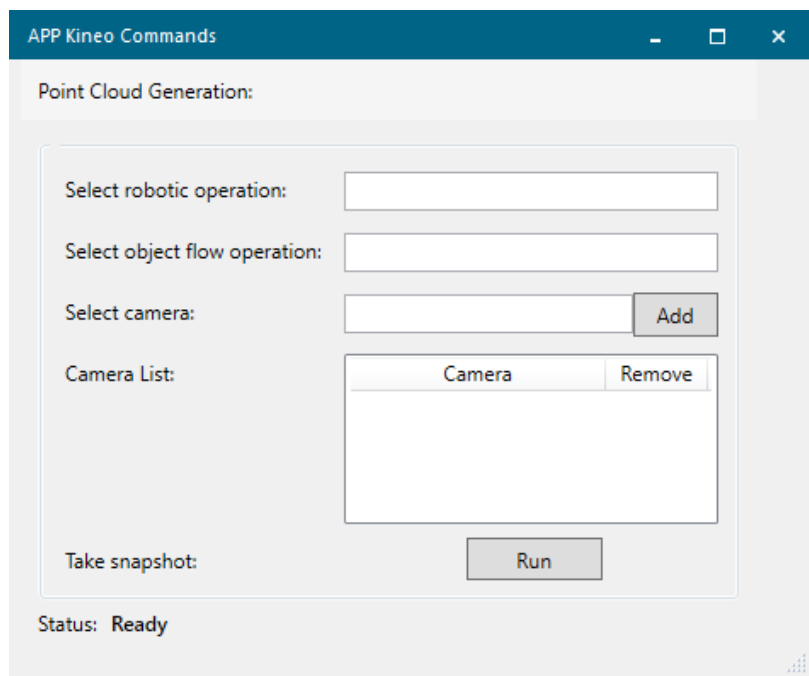 APP Kineo Commands
Point Cloud Generation:
Select robotic operation:
Select object flow operation:
Select camera:
Add
Camera List:
Camera Remove
Take snapshot:
Run
Status: Ready